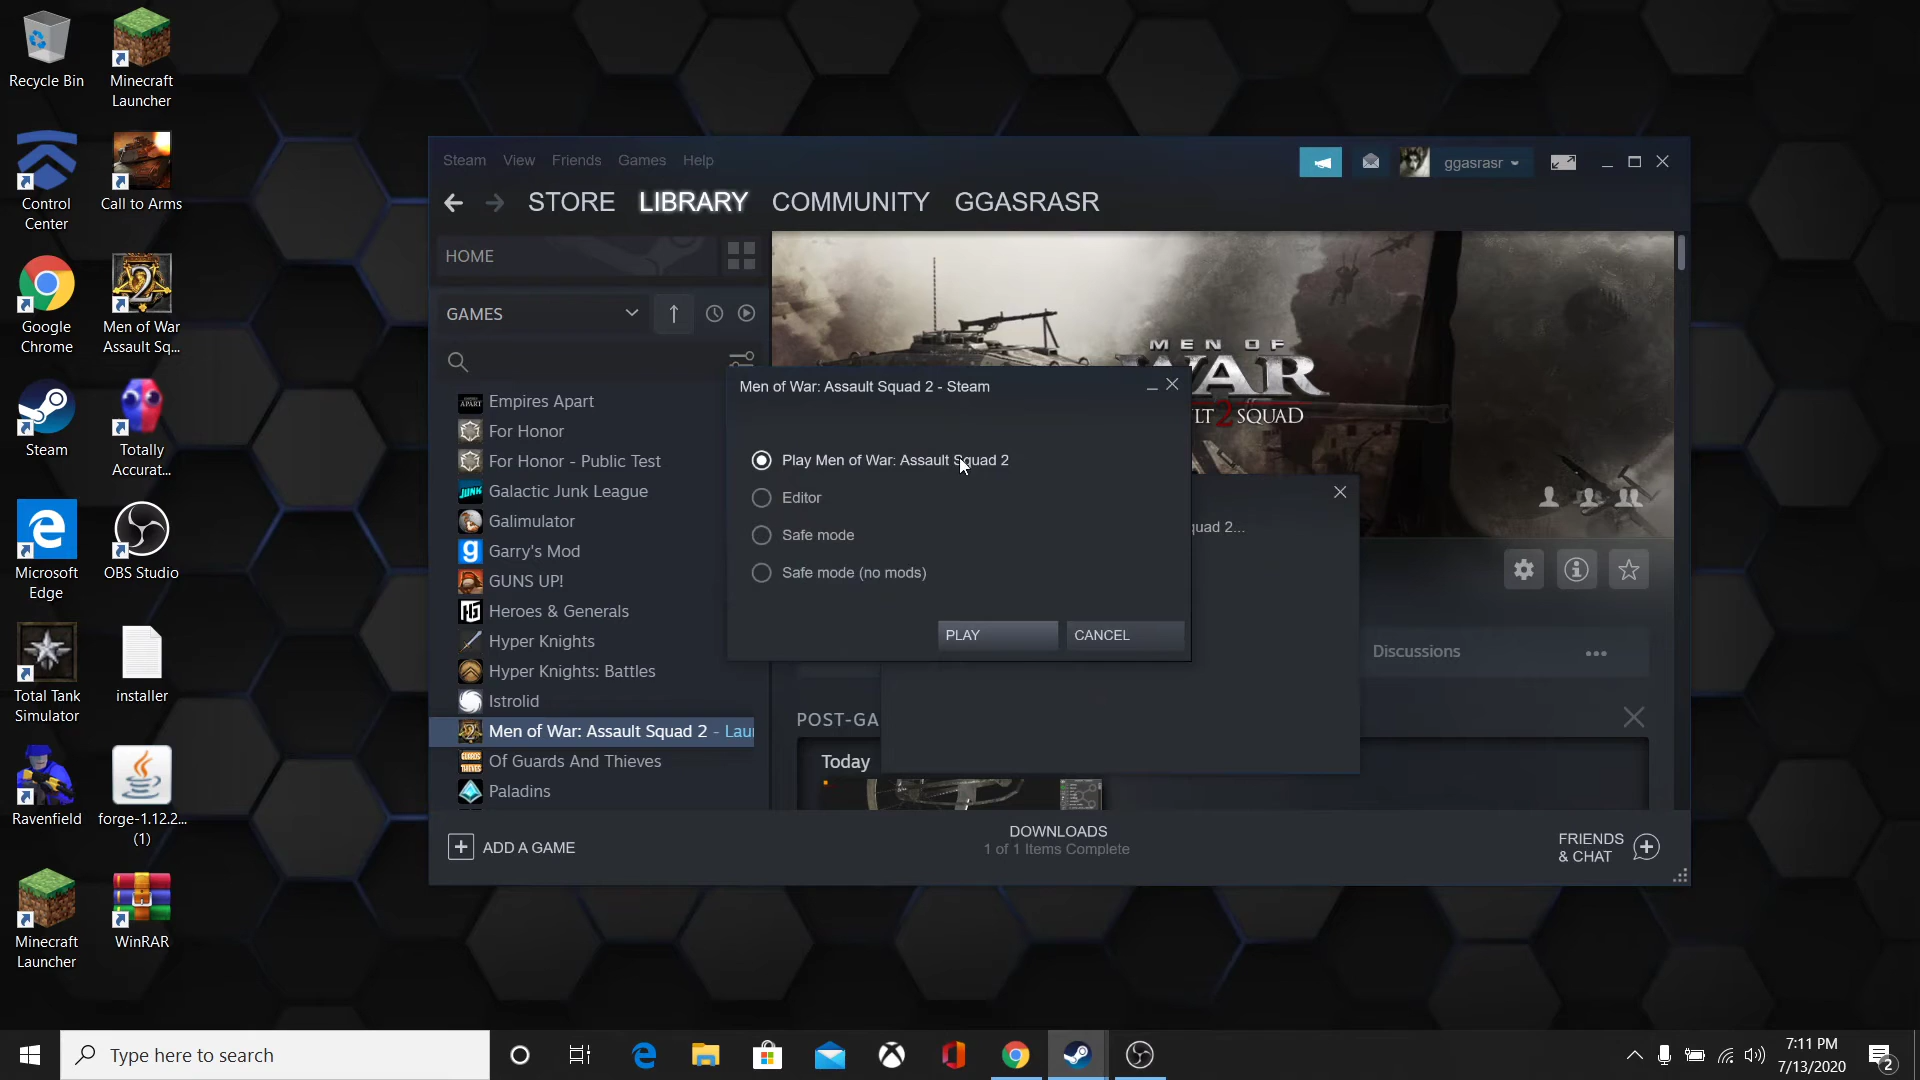 Recycle Bin
Minecraft
Launcher
Control
Center
Call to Arms
Google
Chrome
Men of War
Assault Sq...
Steam
Totally
Accurat...
Microsoft
Edge
OBS Studio
Total Tank
Simulator
installer
Ravenfield
forge-1.12.2...
(1)
Minecraft
Launcher
WinRAR
Steam View Friends Games Help
ggasrasr
STORE LIBRARY COMMUNITY GGASRASR
HOME
GAMES
Empires Apart
For Honor
For Honor - Public Test
Galactic Junk League
Galimulator
Garry's Mod
GUNS UP!
Heroes & Generals
Hyper Knights
Hyper Knights: Battles
Istrolid
Men of War: Assault Squad 2 - Lau
Of Guards And Thieves
Paladins
MEN OF
WAR
LT 2 SQUAD
Men of War: Assault Squad 2 - Steam
Play Men of War: Assault Squad 2
Editor
Safe mode
Safe mode (no mods)
PLAY CANCEL
quad 2...
Discussions
POST-GA
Today
ADD A GAME
DOWNLOADS
1 of 1 Items Complete
FRIENDS
& CHAT
Type here to search
7:11 PM
7/13/2020
2